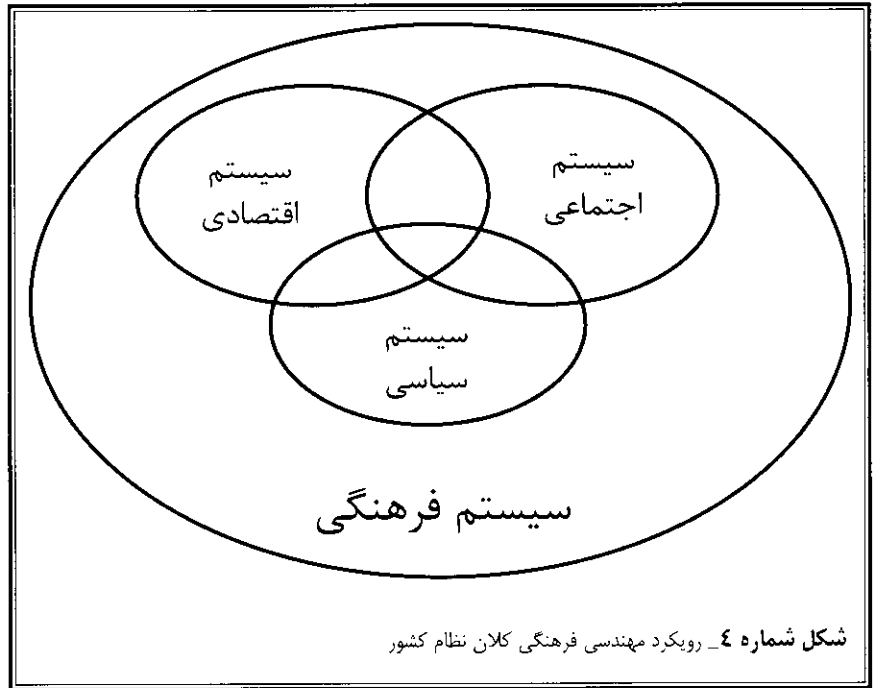 سیستم
اجتماعی
سیستم
اقتصادی
سیستم
سیاسی
سیستم فرهنگی
شکل شماره ٤_ رویکرد مهندسی فرهنگی کلان نظام کشور